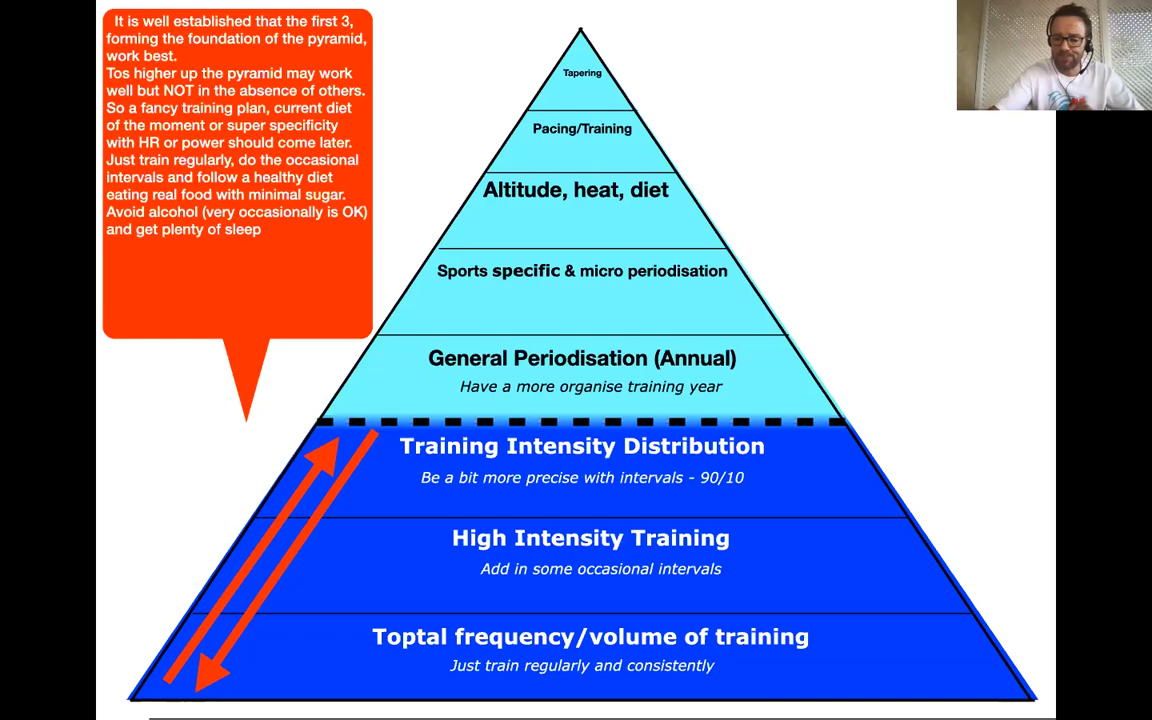 It is well established that the first 3,
forming the foundation of the pyramid,
work best.
Tos higher up the pyramid may work
well but NOT in the absence of others.
So a fancy training plan, current diet
of the moment or super specificity
with HR or power should come later.
Just train regularly, do the occasional
intervals and follow a healthy diet
eating real food with minimal sugar.
Avoid alcohol (very occasionally is OK)
and get plenty of sleep
Tapering
Pacing/Training
Altitude, heat, diet
Sports specific & micro periodisation
General Periodisation (Annual)
Have a more organise training year
Training Intensity Distribution
Be a bit more precise with intervals - 90/10
High Intensity Training
Add in some occasional intervals
Toptal frequency/volume of training
Just train regularly and consistently